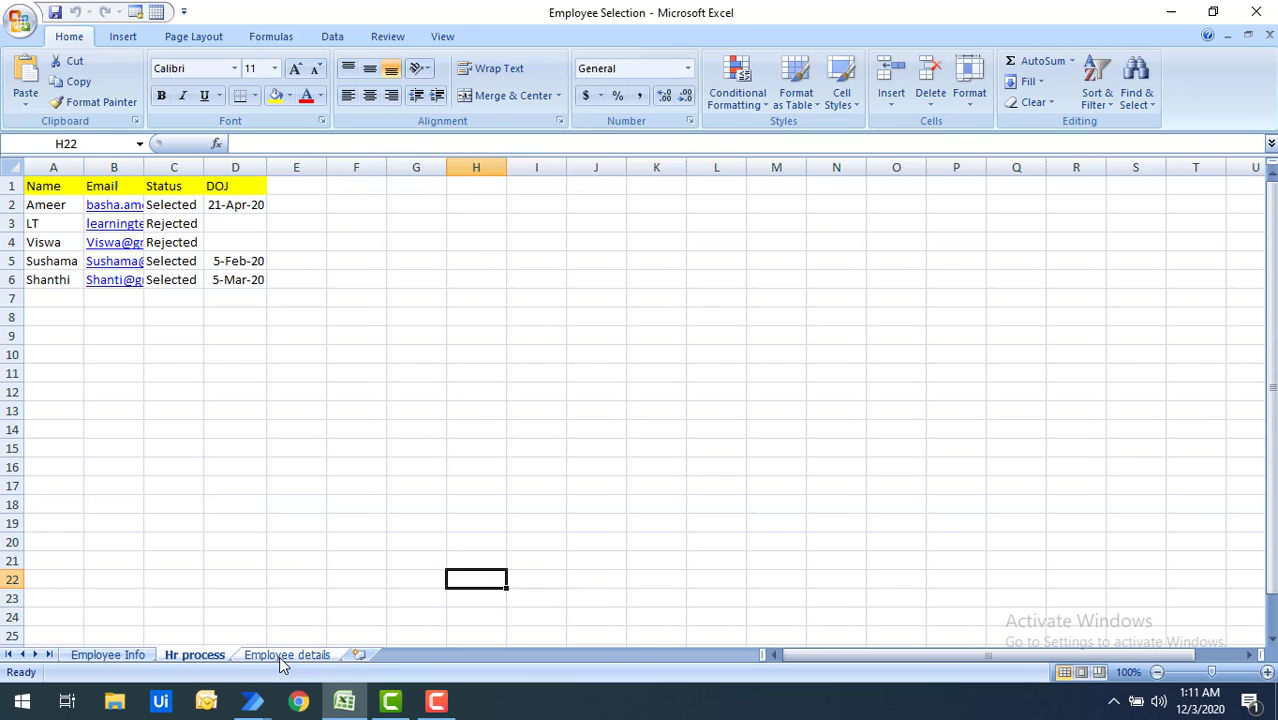 Employee Selection - Microsoft Excel
Home Insert Page Layout Formulas Data Review View
Paste Cut Copy Format Painter Clipboard
Calibri 11 A A B I U A Font
Wrap Text Merge & Center Alignment
General $ % , Number
Conditional Formatting Format as Table Cell Styles Styles
Insert Delete Format Cells
Σ AutoSum Fill Clear Sort & Filter Find & Select Editing
H22 fx
A B C D E F G H I J K L M N O P Q R S T U
1 Name Email Status DOJ
2 Ameer basha.am Selected 21-Apr-20
3 LT learningte Rejected
4 Viswa Viswa@g Rejected
5 Sushama Sushama@ Selected 5-Feb-20
6 Shanthi Shanti@g Selected 5-Mar-20
7
8
9
10
11
12
13
14
15
16
17
18
19
20
21
22
23
24
25
Activate Windows
Go to Settings to activate Windows.
Employee Info Hr process Employee details
Ready 100%
Ui C C 1:11 AM
12/3/2020 1